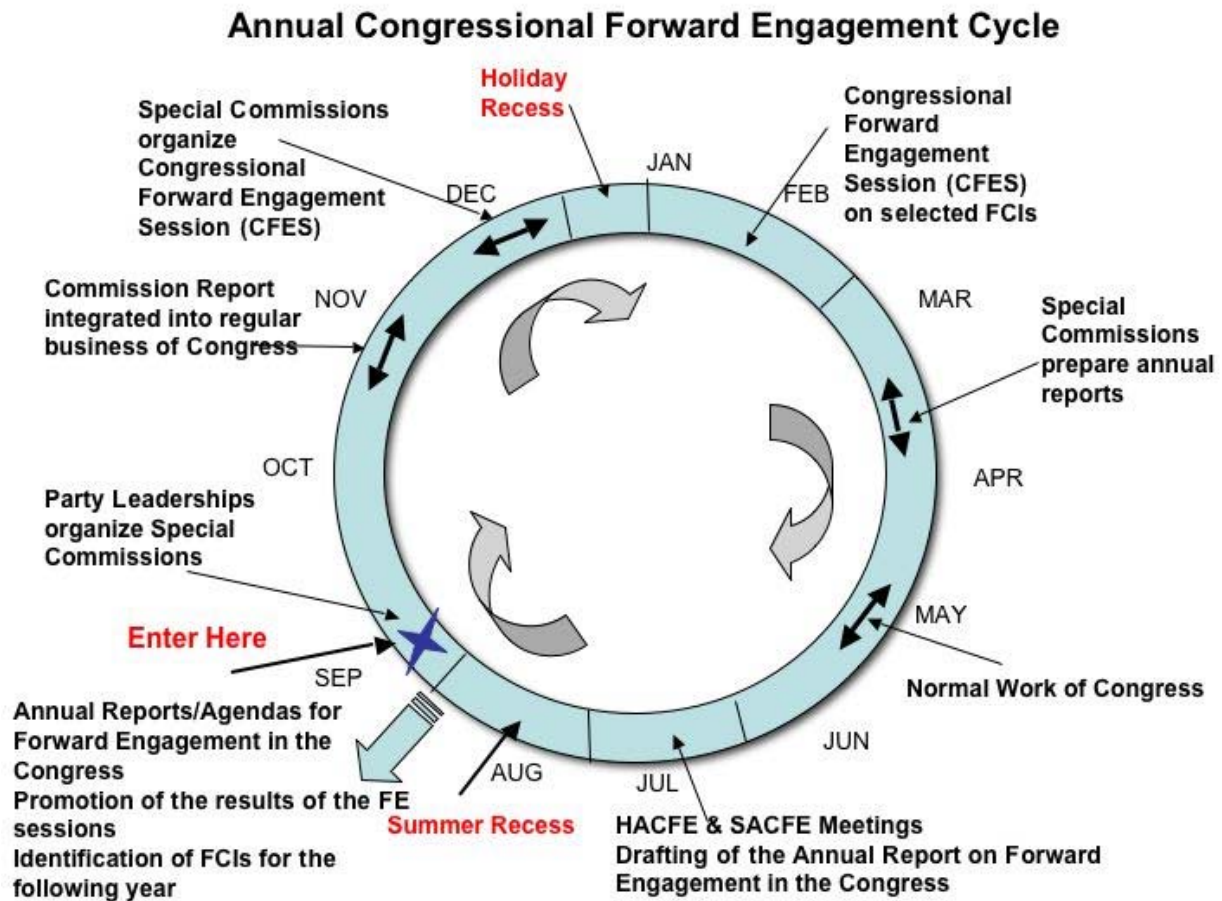 Annual Congressional Forward Engagement Cycle
Holiday
Recess
Special Commissions
organize
Congressional
Forward Engagement
Session (CFES)
Congressional
Forward
Engagement
Session (CFES)
on selected FCIs
JAN
DEC
FEB
Commission Report
integrated into regular
business of Congress
NOV
MAR
Special
Commissions
prepare annual
reports
OCT
APR
Party Leaderships
organize Special
Commissions
Enter Here
SEP
MAY
Normal Work of Congress
Annual Reports/Agendas for
Forward Engagement in the
Congress
Promotion of the results of the FE
sessions
Identification of FCIs for the
following year
JUN
AUG
JUL
Summer Recess
HACFE & SACFE Meetings
Drafting of the Annual Report on Forward
Engagement in the Congress